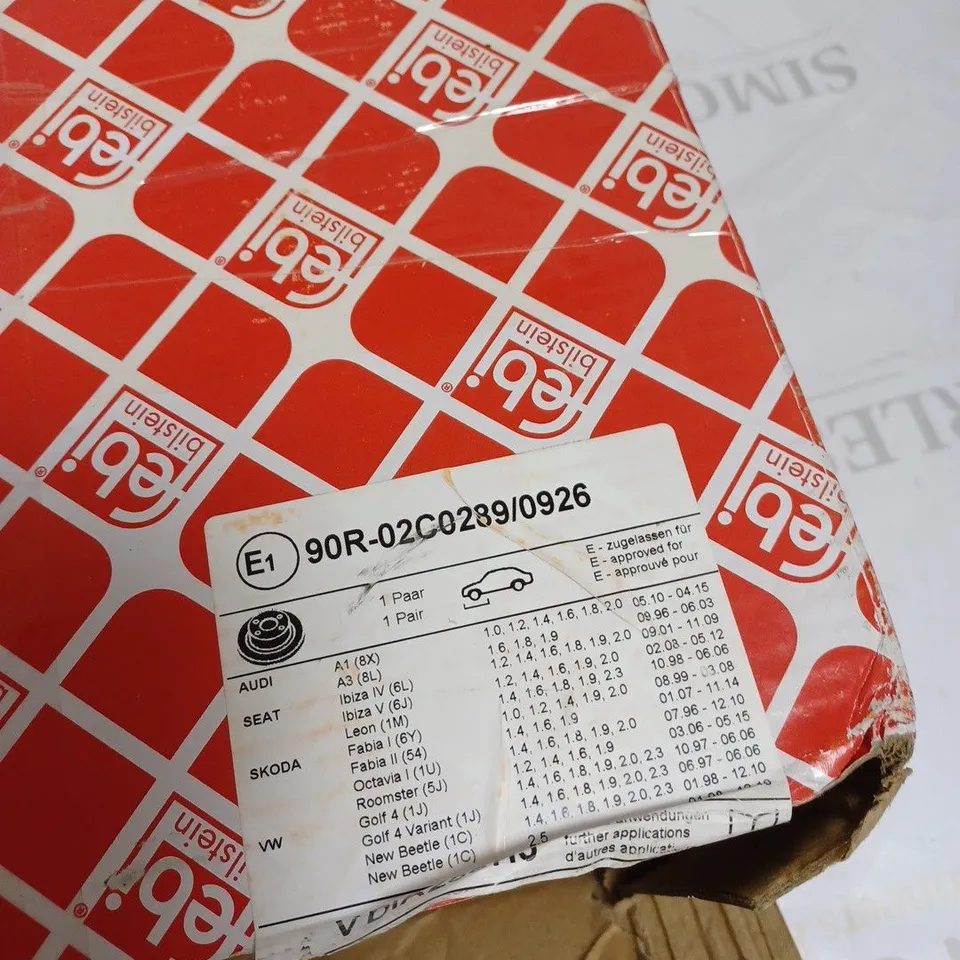 febi
bilstein
®
E1 90R-02C0289/0926
1 Paar
1 Pair
E - zugelassen für
E - approved for
E - approuvé pour
AUDI A1 (8X) 1.0, 1.2, 1.4, 1.6, 1.8, 2.0 05.10 - 04.15
A3 (8L) 1.6, 1.8, 1.9 09.96 - 06.03
SEAT Ibiza IV (6L) 1.2, 1.4, 1.6, 1.8, 1.9, 2.0 09.01 - 11.09
Ibiza V (6J) 1.2, 1.4, 1.6, 1.9, 2.0 02.08 - 05.12
Leon (1M) 1.4, 1.6, 1.8, 1.9, 2.3 10.98 - 06.06
SKODA Fabia I (6Y) 1.0, 1.2, 1.4, 1.9, 2.0 08.99 - 03.08
Fabia II (54) 1.4, 1.6, 1.9 01.07 - 11.14
Octavia I (1U) 1.4, 1.6, 1.8, 1.9, 2.0 07.96 - 12.10
Roomster (5J) 1.2, 1.4, 1.6, 1.9 03.06 - 05.15
VW Golf 4 (1J) 1.4, 1.6, 1.8, 1.9, 2.0, 2.3 10.97 - 06.06
Golf 4 Variant (1J) 1.4, 1.6, 1.8, 1.9, 2.0, 2.3 06.97 - 06.06
New Beetle (1C) 1.4, 1.6, 1.8, 1.9, 2.0, 2.3 01.98 - 12.10
New Beetle (1C) 2.5
further applications
d'autres
SIMO